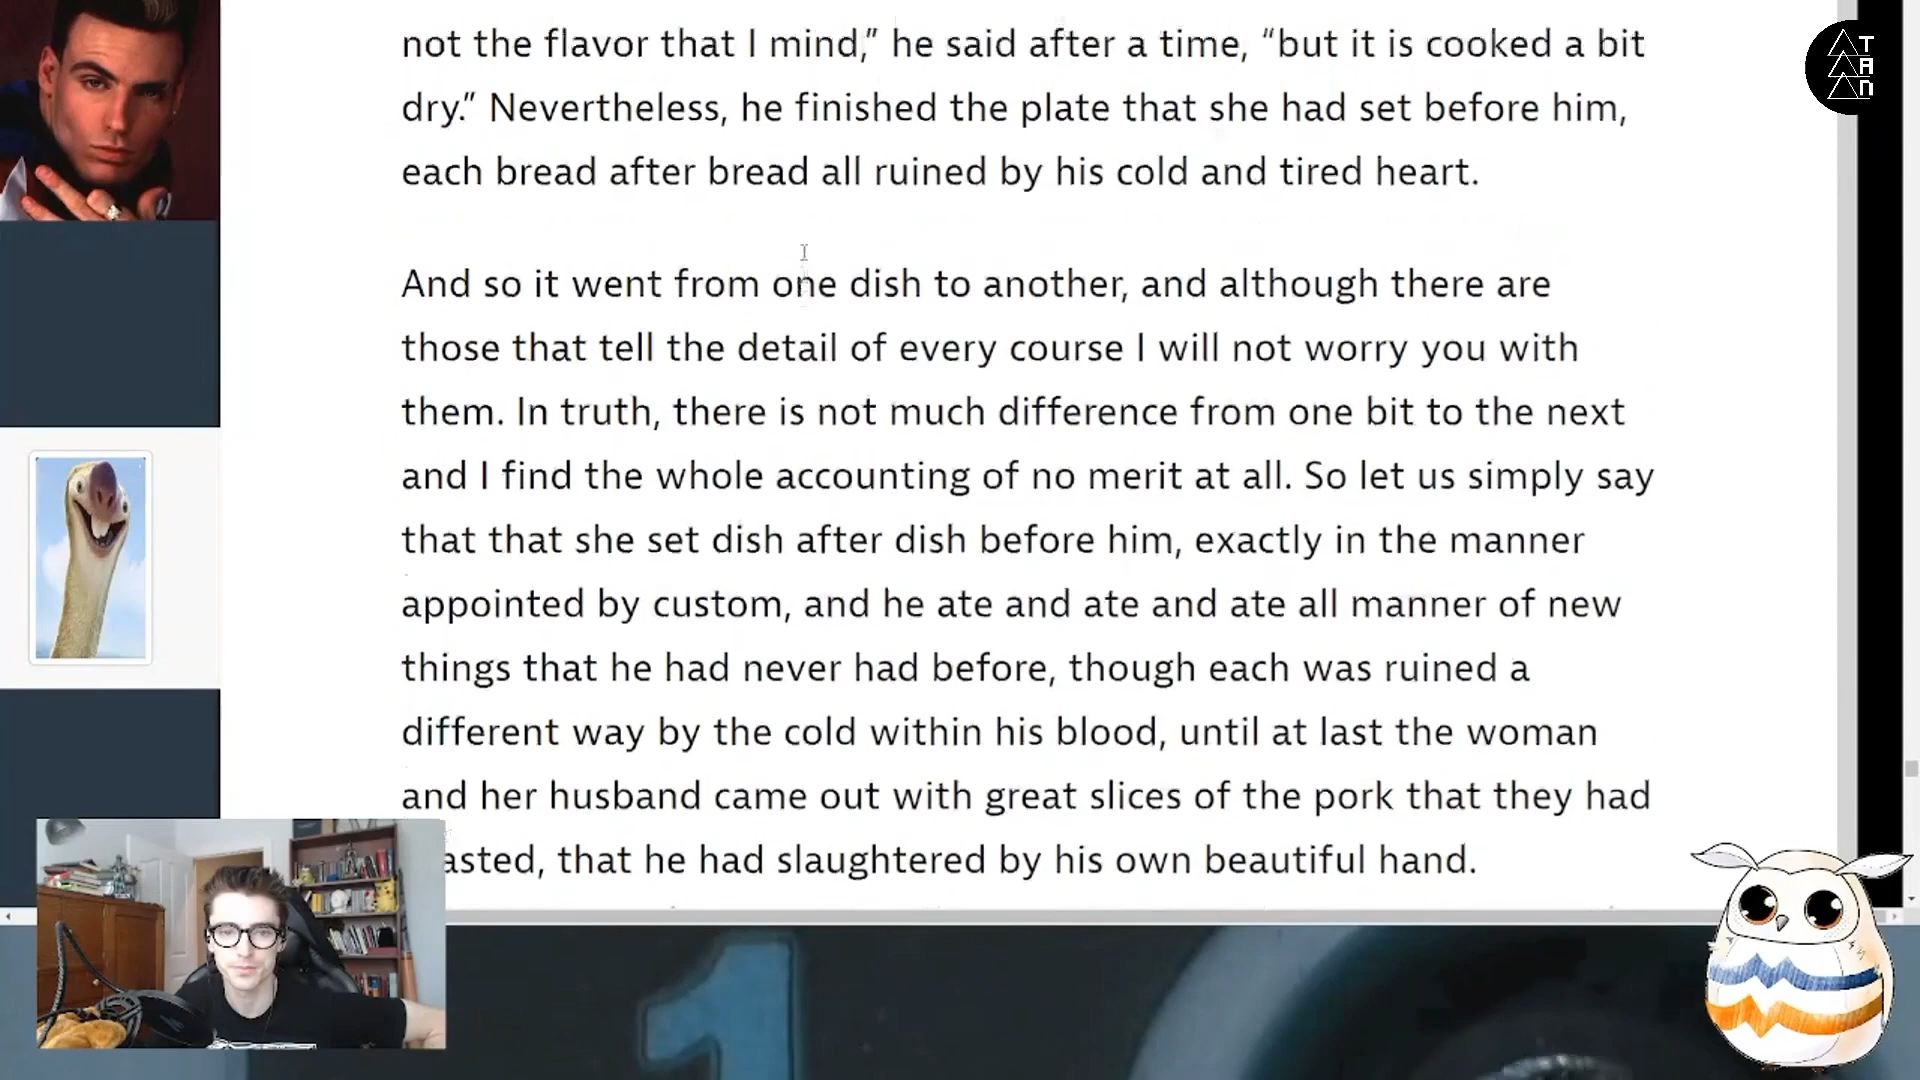 not the flavor that I mind,” he said after a time, “but it is cooked a bit
dry.” Nevertheless, he finished the plate that she had set before him,
each bread after bread all ruined by his cold and tired heart.
And so it went from one dish to another, and although there are
those that tell the detail of every course I will not worry you with
them. In truth, there is not much difference from one bit to the next
and I find the whole accounting of no merit at all. So let us simply say
that that she set dish after dish before him, exactly in the manner
appointed by custom, and he ate and ate and ate all manner of new
things that he had never had before, though each was ruined a
different way by the cold within his blood, until at last the woman
and her husband came out with great slices of the pork that they had
asted, that he had slaughtered by his own beautiful hand.
TAN
1